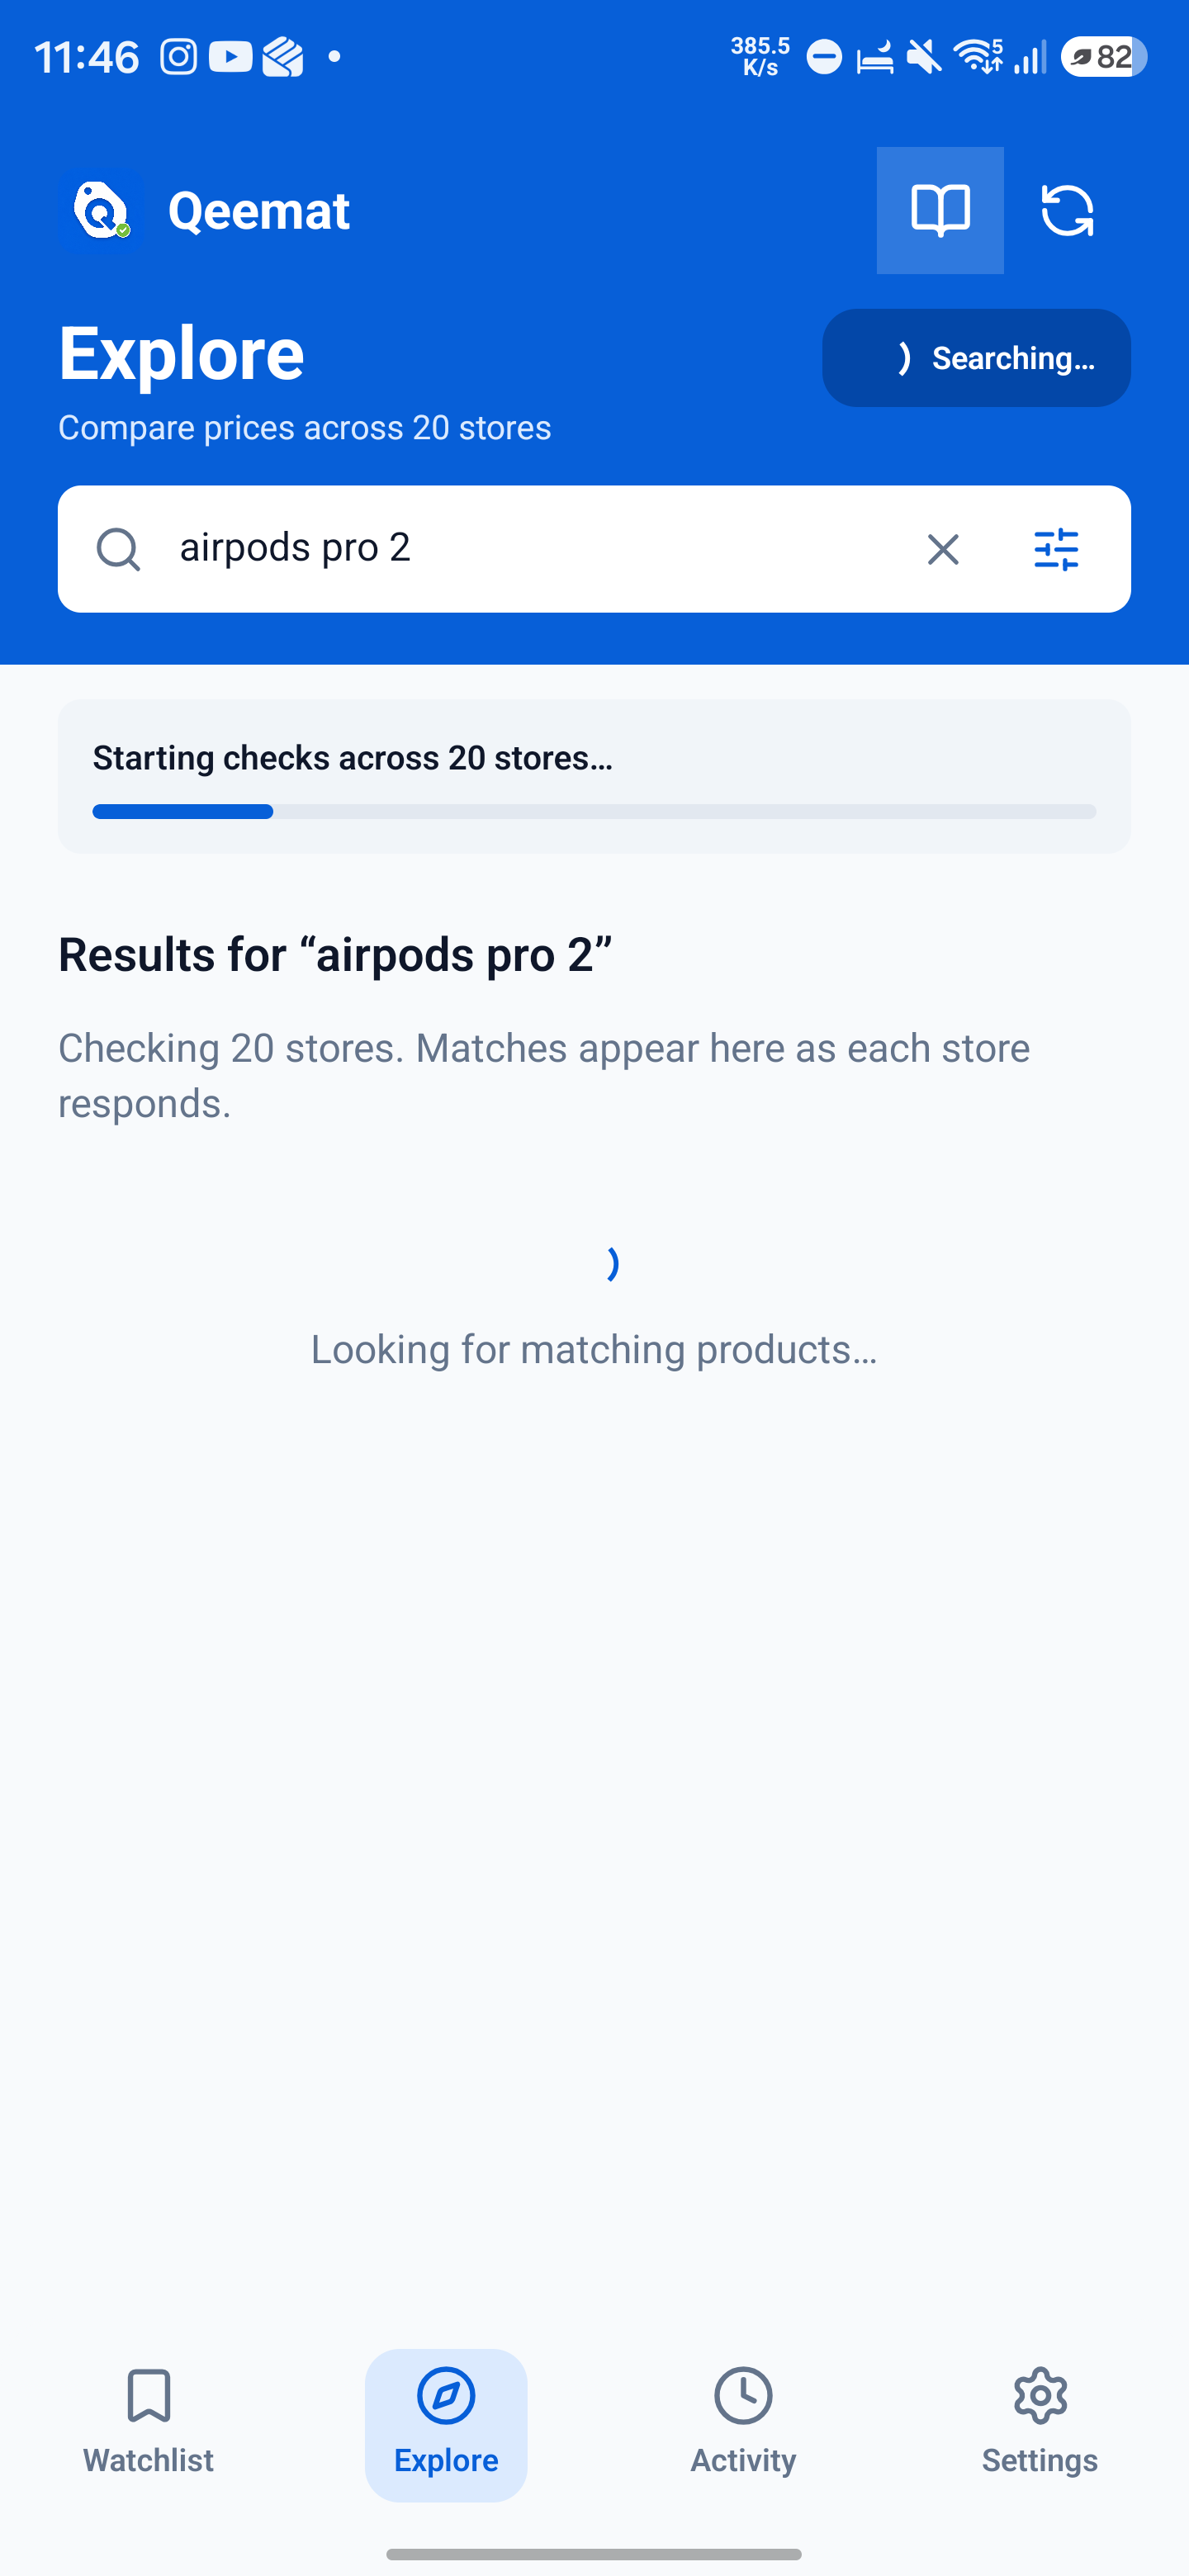 11:46
385.5 K/s
5
82
Qeemat
Explore
Searching...
Compare prices across 20 stores
airpods pro 2
Starting checks across 20 stores...
Results for “airpods pro 2”
Checking 20 stores. Matches appear here as each store
responds.
Looking for matching products...
Watchlist
Explore
Activity
Settings